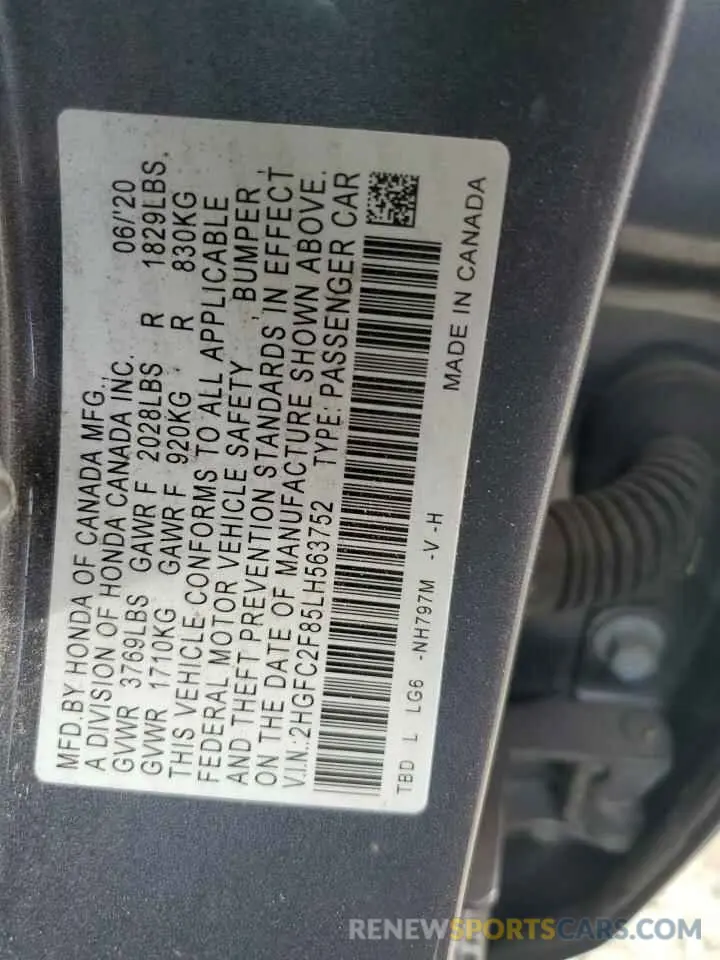 MFD.BY HONDA OF CANADA MFG., 06/'20
A DIVISION OF HONDA CANADA INC.
GVWR 3769LBS GAWR F 2028LBS R 1829LBS.
GVWR 1710KG GAWR F 920KG R 830KG
THIS VEHICLE CONFORMS TO ALL APPLICABLE
FEDERAL MOTOR VEHICLE SAFETY , BUMPER ,
AND THEFT PREVENTION STANDARDS IN EFFECT
ON THE DATE OF MANUFACTURE SHOWN ABOVE.
V.IN.:2HGFC2F85LH563752 TYPE: PASSENGER CAR
TBD L LG6 -NH797M -V -H
MADE IN CANADA
RENEWSPORTSCARS.COM